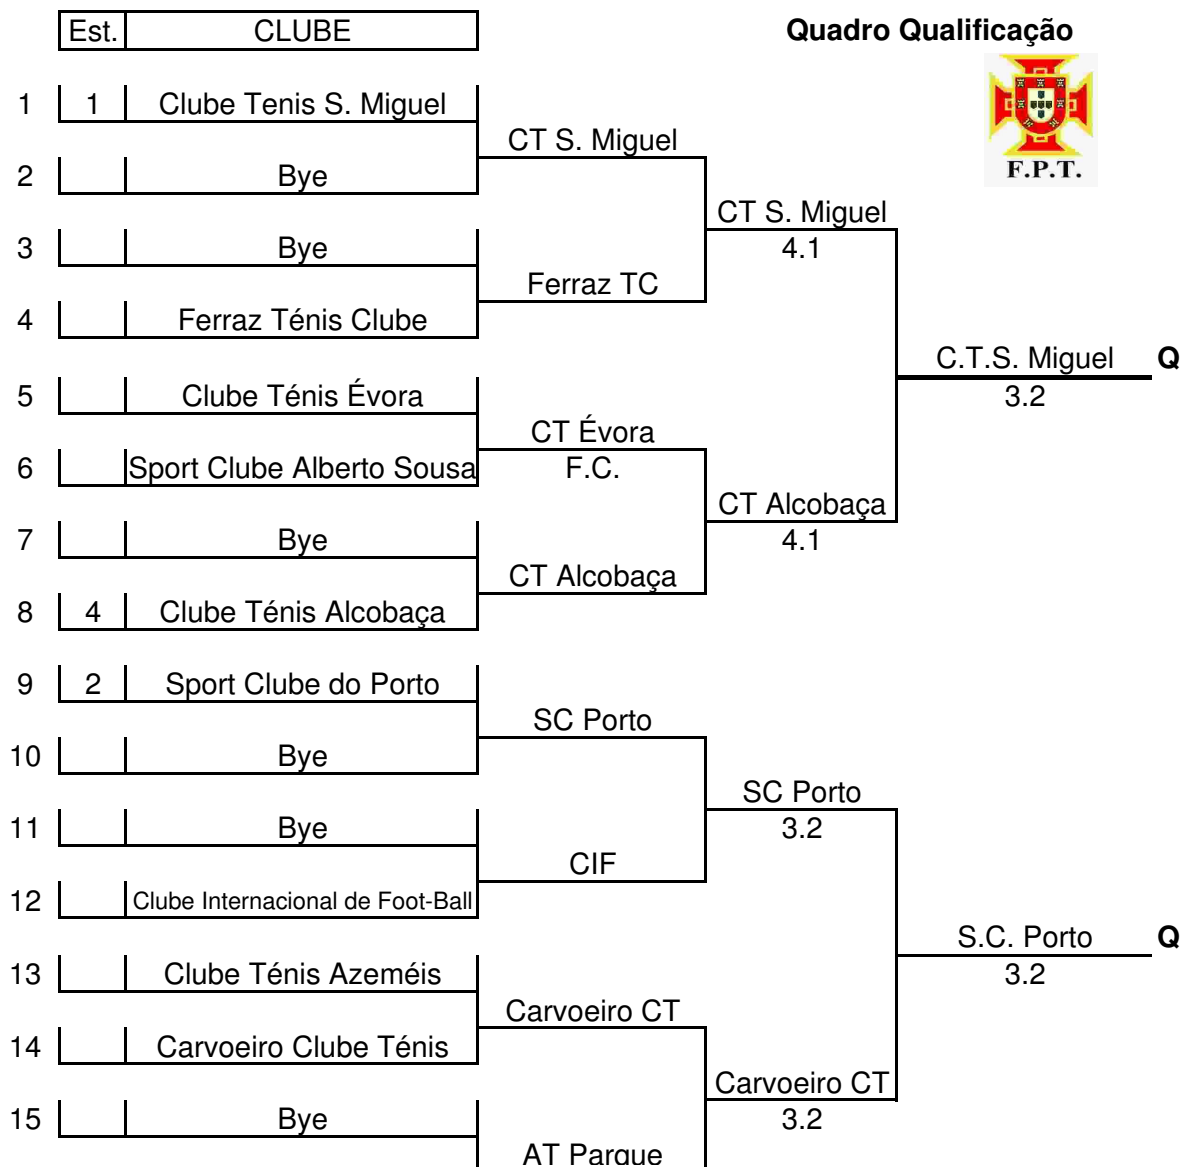 Est. CLUBE Quadro Qualificação
F.P.T.
1 1 Clube Tenis S. Miguel
CT S. Miguel
2 Bye
CT S. Miguel
3 Bye 4.1
Ferraz TC
4 Ferraz Ténis Clube
C.T.S. Miguel Q
5 Clube Ténis Évora 3.2
CT Évora
6 Sport Clube Alberto Sousa F.C.
CT Alcobaça
7 Bye 4.1
CT Alcobaça
8 4 Clube Ténis Alcobaça
9 2 Sport Clube do Porto
SC Porto
10 Bye
SC Porto
11 Bye 3.2
CIF
12 Clube Internacional de Foot-Ball
S.C. Porto Q
13 Clube Ténis Azeméis 3.2
Carvoeiro CT
14 Carvoeiro Clube Ténis
Carvoeiro CT
15 Bye 3.2
AT Parque